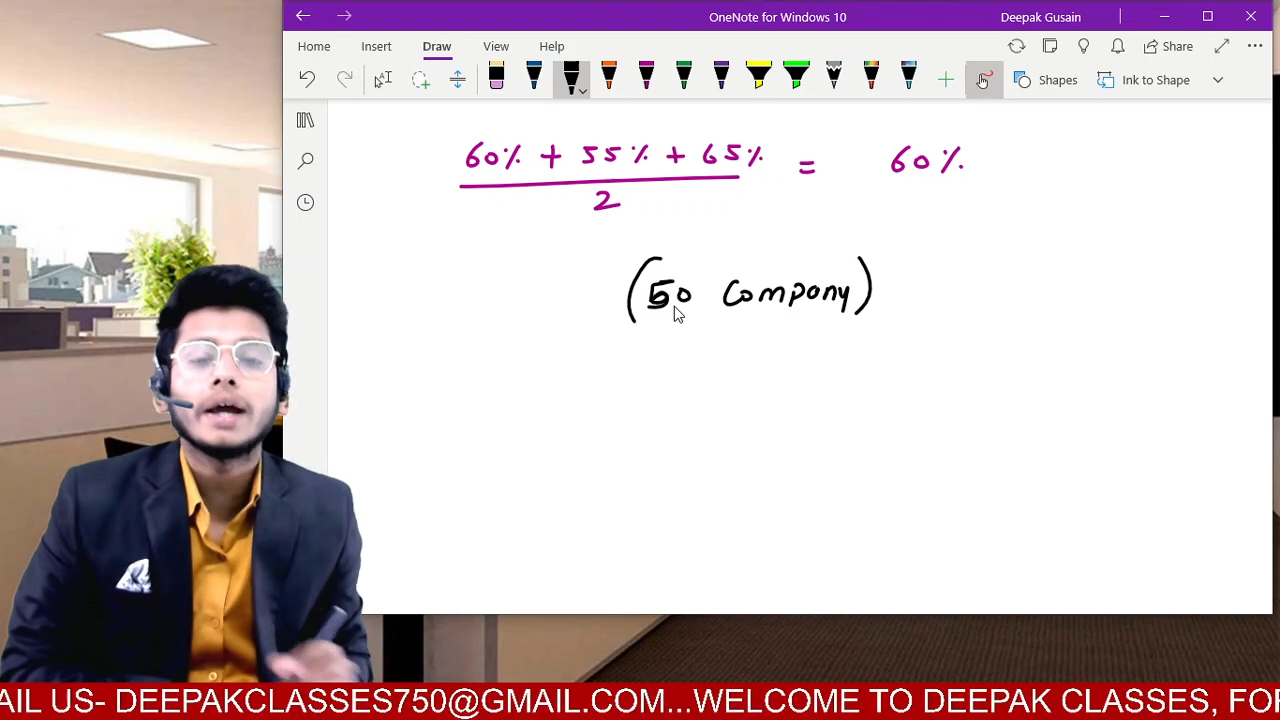 OneNote for Windows 10
Deepak Gusain
Home Insert Draw View Help
Share
Shapes
Ink to Shape
60% + 55% + 65% = 60%
2
(50 Company)
AIL US- DEEPAKCLASSES750@GMAIL.COM...WELCOME TO DEEPAK CLASSES, FOR